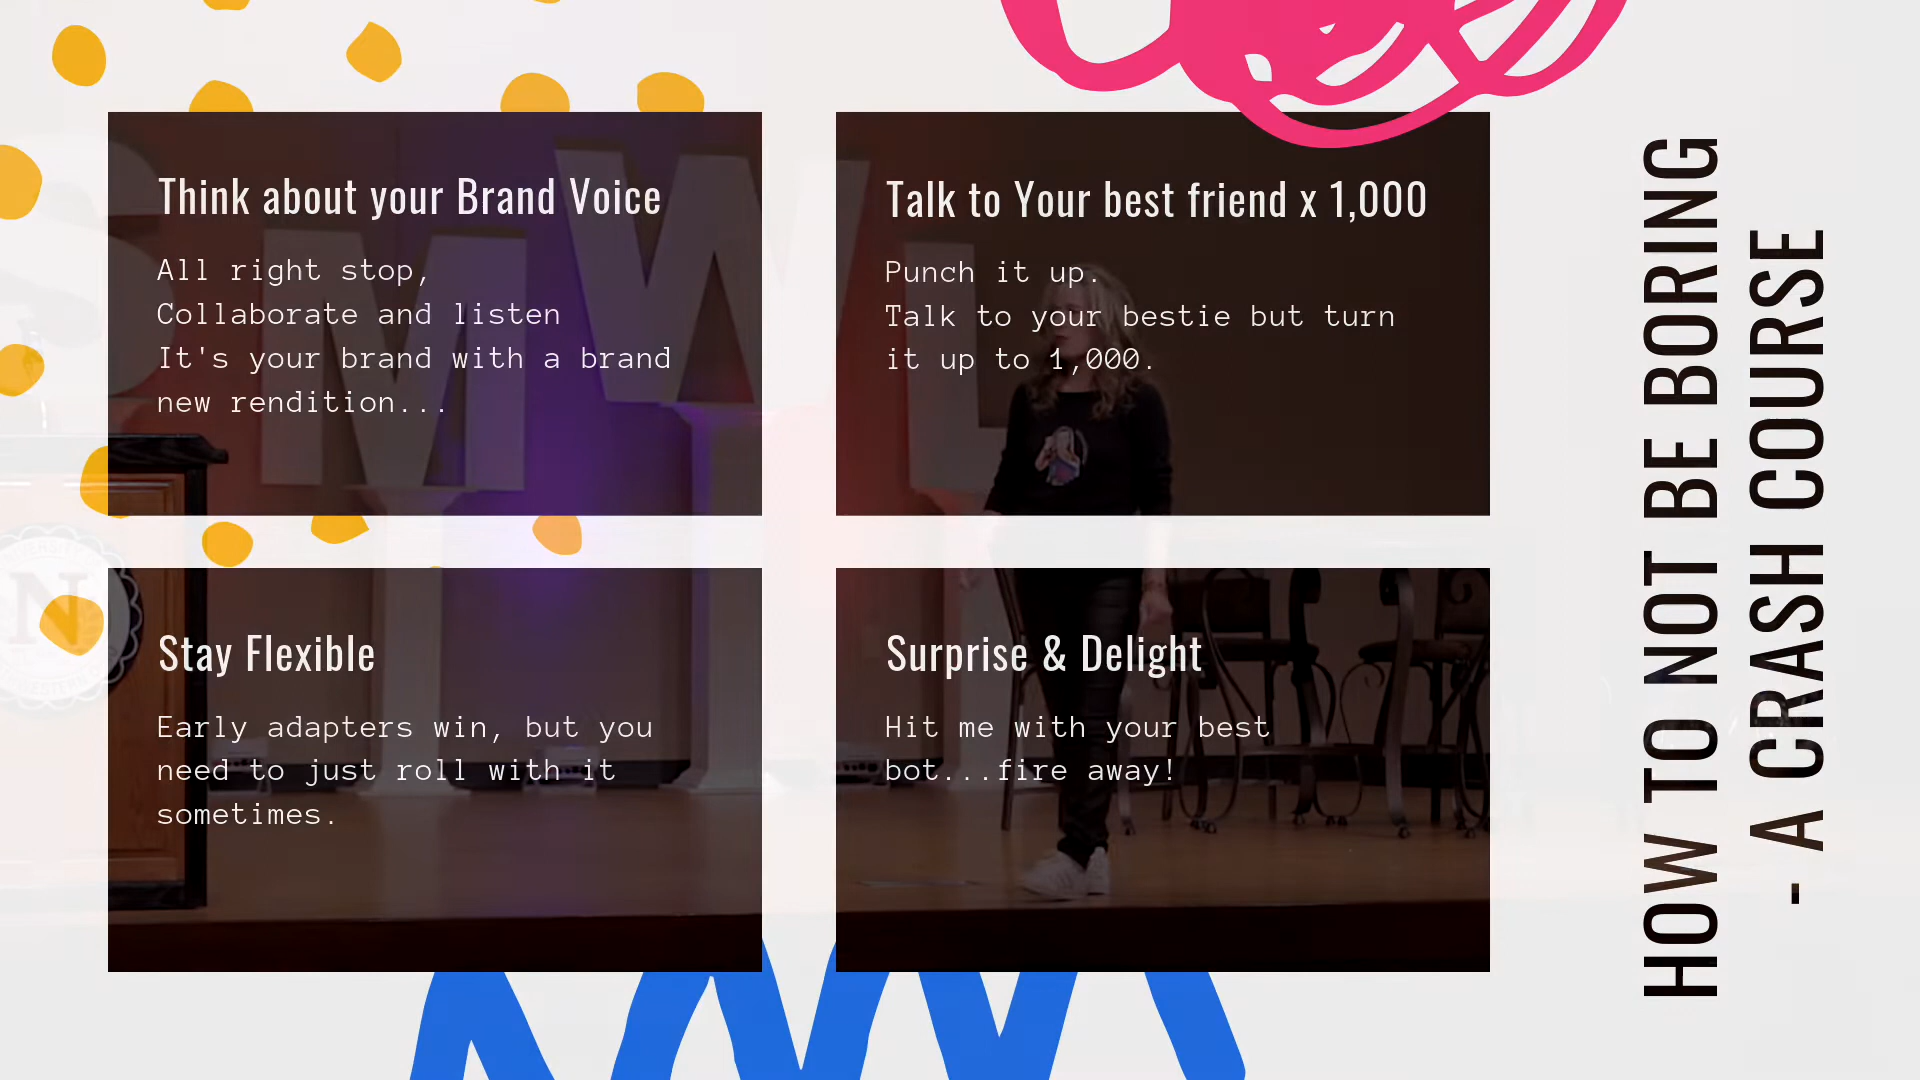 Think about your Brand Voice
All right stop,
Collaborate and listen
It's your brand with a brand
new rendition...
Talk to Your best friend x 1,000
Punch it up.
Talk to your bestie but turn
it up to 1,000.
Stay Flexible
Early adapters win, but you
need to just roll with it
sometimes.
Surprise & Delight
Hit me with your best
bot...fire away!
HOW TO NOT BE BORING
- A CRASH COURSE
S M W L
N